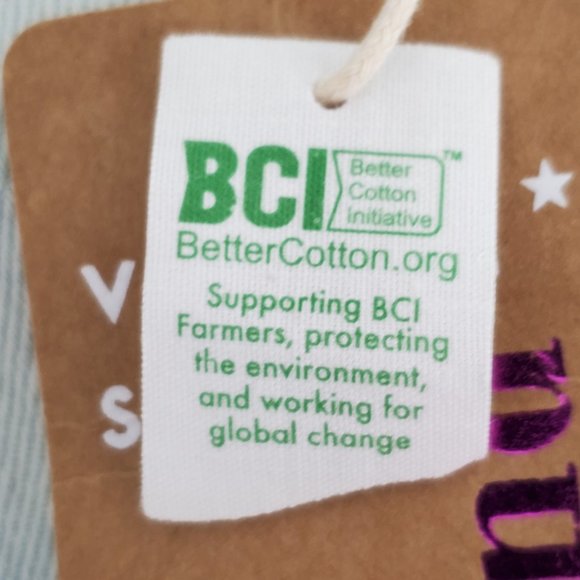 BCI
Better
Cotton
Initiative
TM
BetterCotton.org
Supporting BCI
Farmers, protecting
the environment,
and working for
global change
V
S